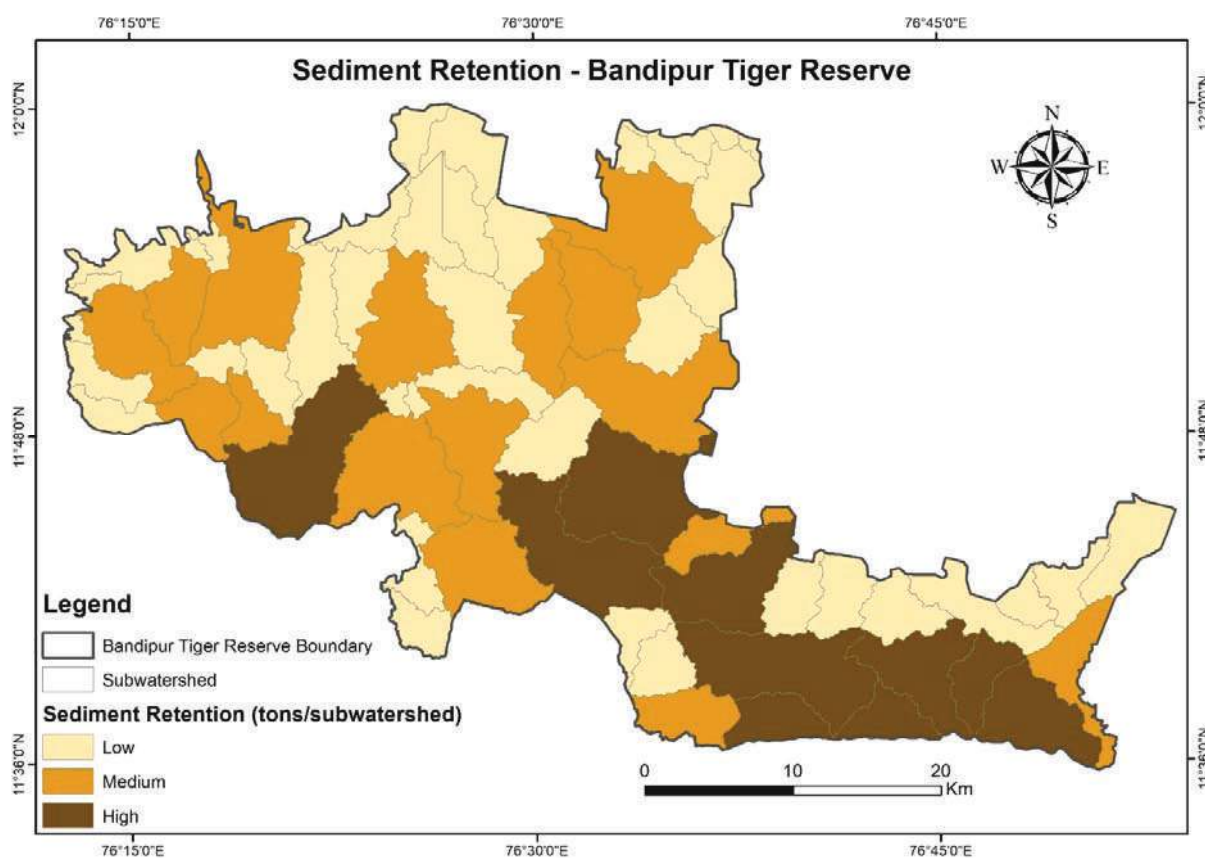 76°15'0"E 76°30'0"E 76°45'0"E
Sediment Retention - Bandipur Tiger Reserve
12°0'0"N 12°0'0"N
N
W E
S
11°48'0"N 11°48'0"N
Legend
Bandipur Tiger Reserve Boundary
Subwatershed
Sediment Retention (tons/subwatershed)
Low
Medium
High
0 10 20
Km
11°36'0"N 11°36'0"N
76°15'0"E 76°30'0"E 76°45'0"E